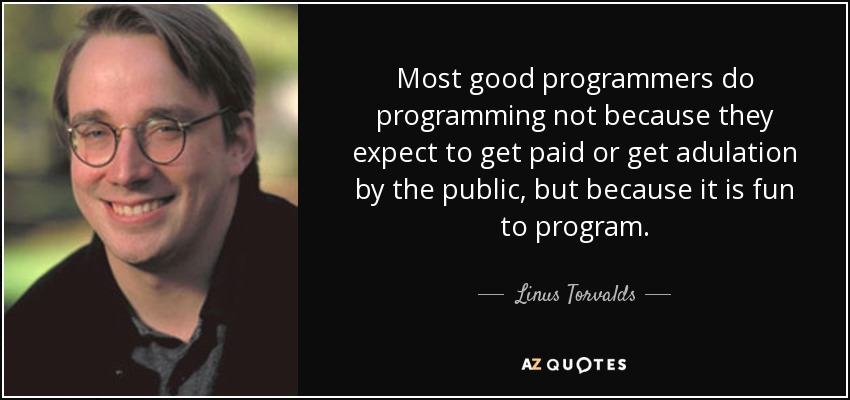 Most good programmers do
programming not because they
expect to get paid or get adulation
by the public, but because it is fun
to program.
Linus Torvalds
AZ QUOTES